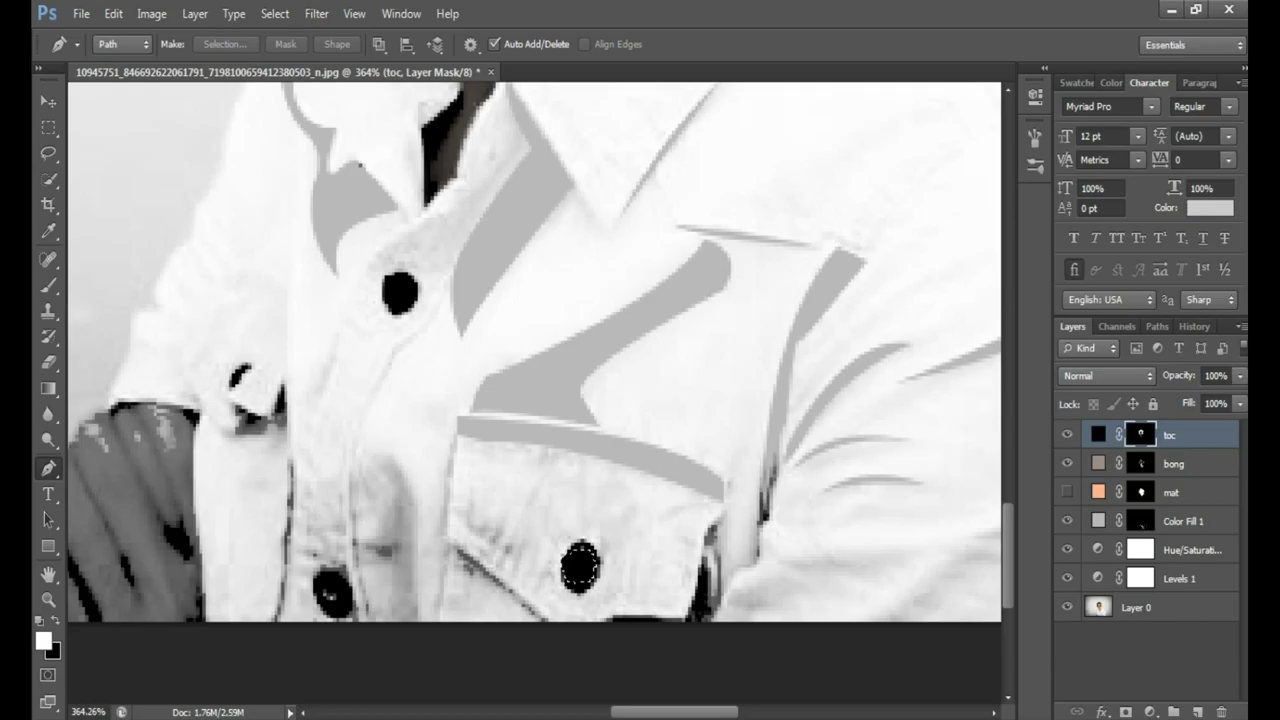 Ps File Edit Image Layer Type Select Filter View Window Help
Path Make: Selection... Mask Shape Auto Add/Delete Align Edges Essentials
10945751_846692622061791_7198100659412380503_n.jpg @ 364% (toc, Layer Mask/8) *
Swatche Color Character Paragraj
Myriad Pro Regular
12 pt (Auto)
Metrics 0
100% 100%
0 pt Color:
English: USA Sharp
Layers Channels Paths History
Kind
Normal Opacity: 100%
Lock: Fill: 100%
toc
bong
mat
Color Fill 1
Hue/Saturati...
Levels 1
Layer 0
364.26% Doc: 1.76M/2.59M